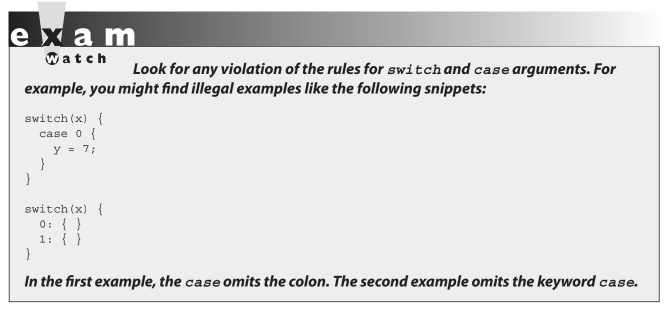 exam
watch
Look for any violation of the rules for switch and case arguments. For
example, you might find illegal examples like the following snippets:
switch(x) {
  case 0 {
    y = 7;
  }
}
switch(x) {
  0: { }
  1: { }
}
In the first example, the case omits the colon. The second example omits the keyword case.